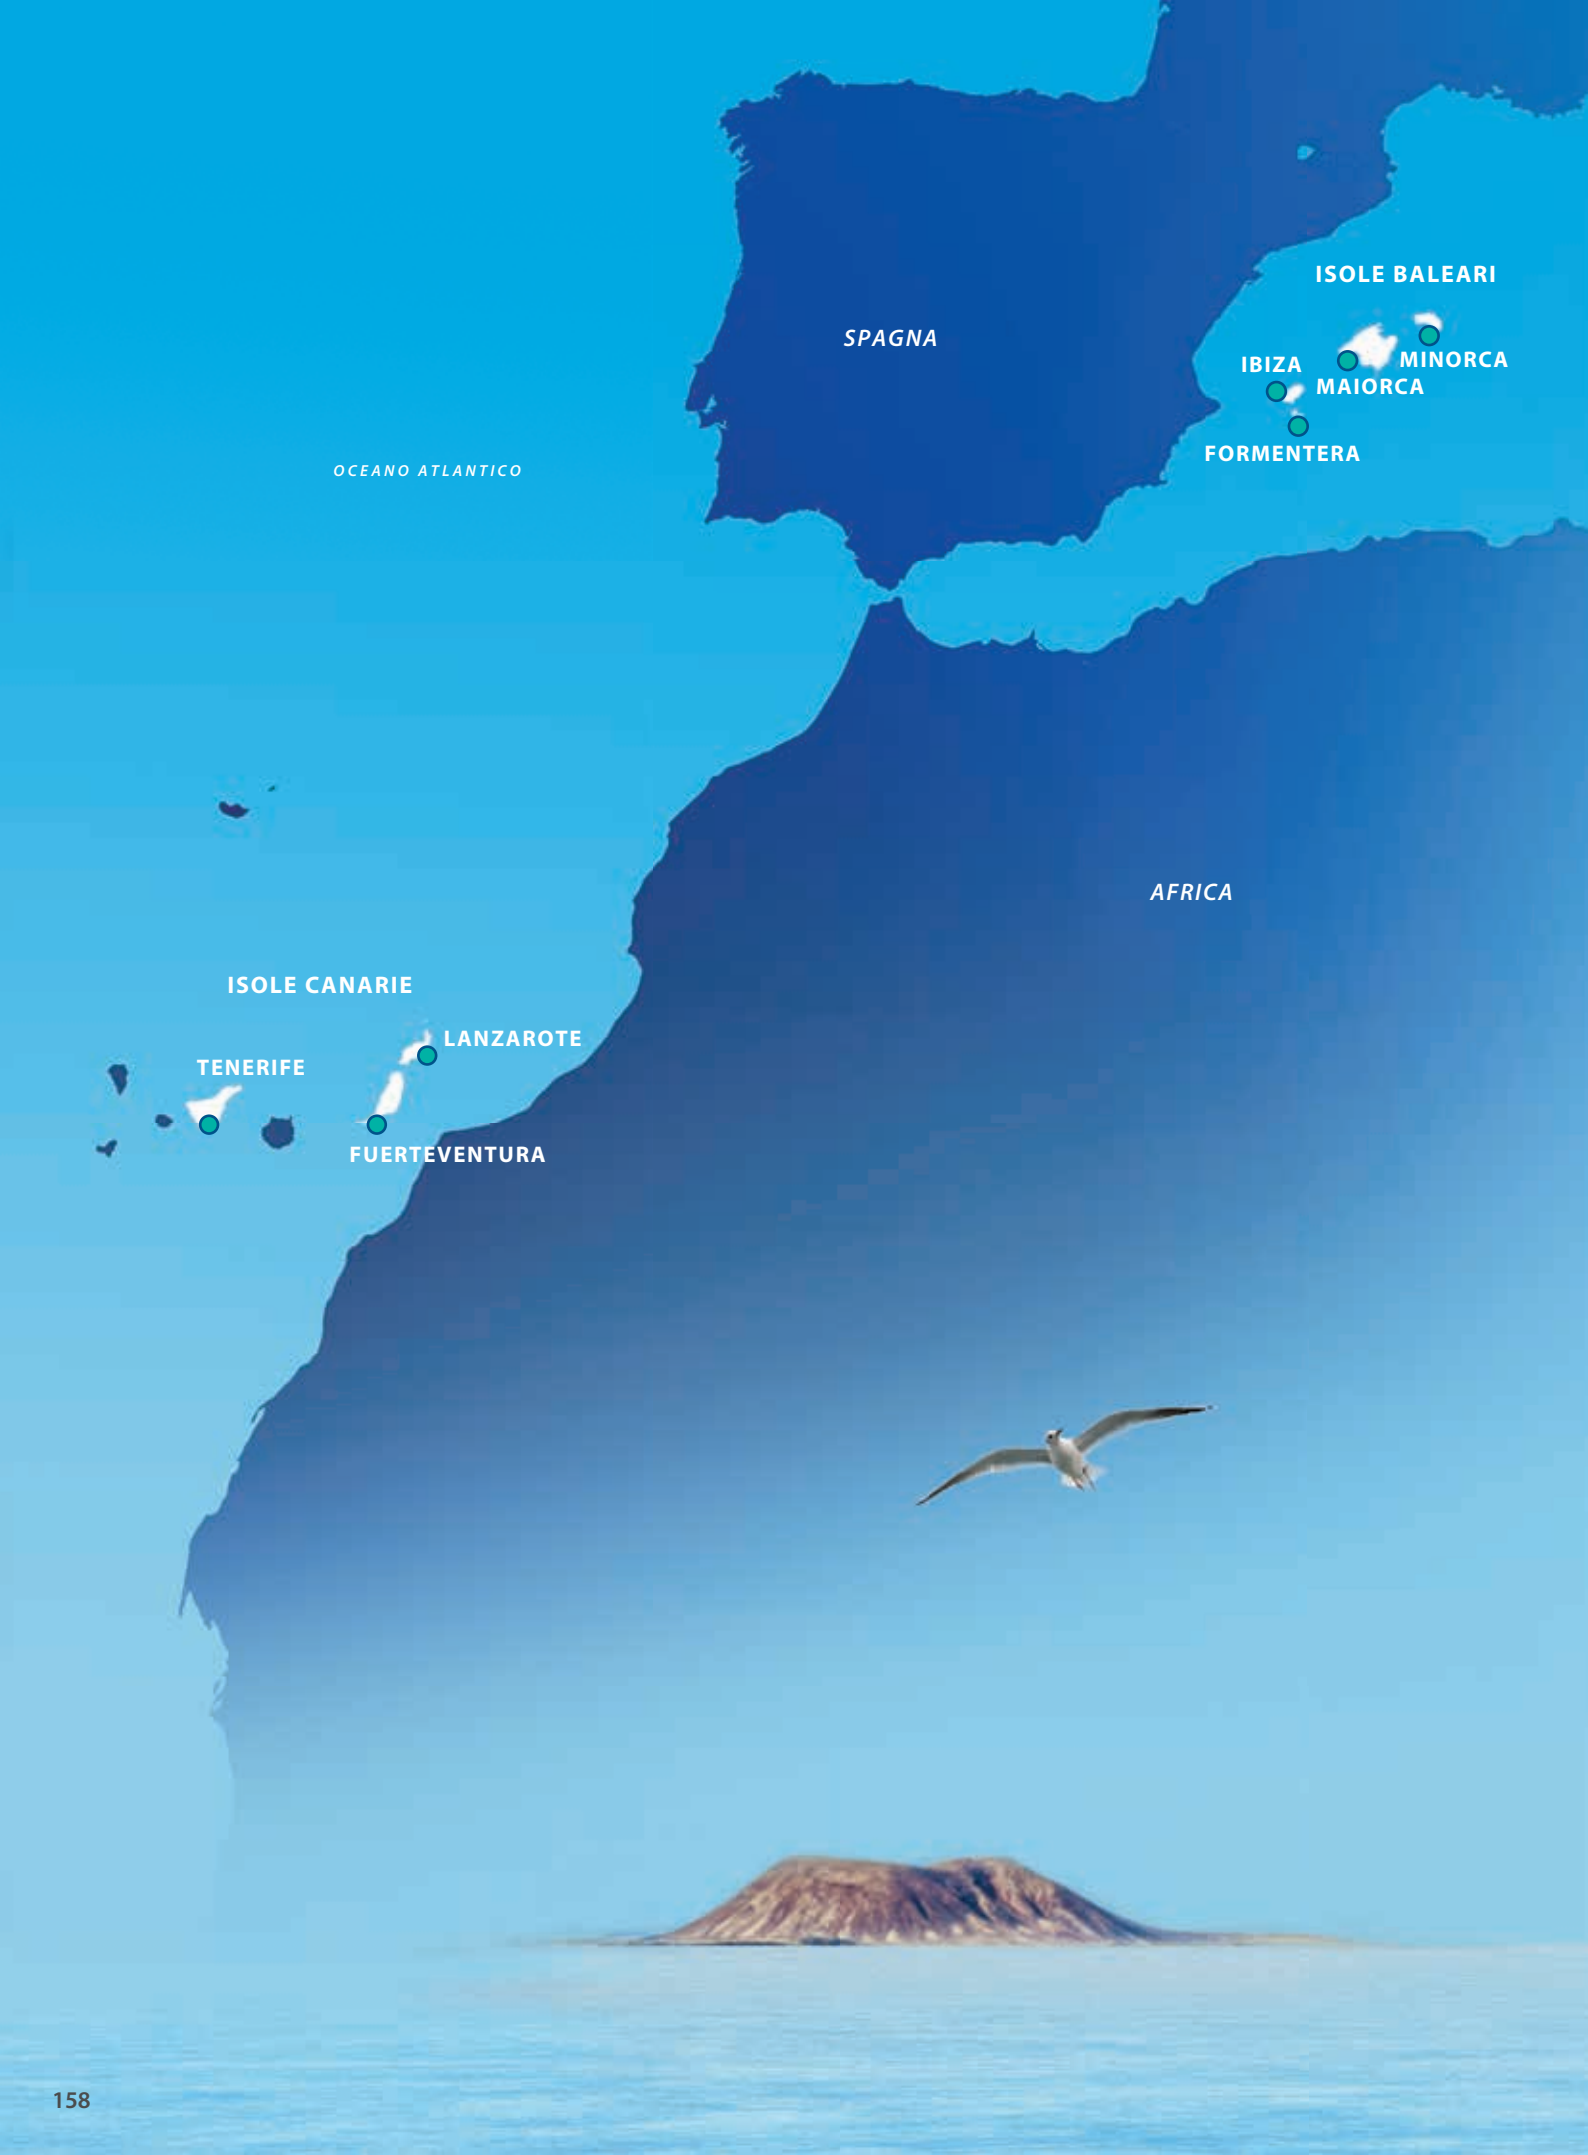 ISOLE BALEARI
SPAGNA
IBIZA
MINORCA
MAIORCA
FORMENTERA
OCEANO ATLANTICO
AFRICA
ISOLE CANARIE
LANZAROTE
TENERIFE
FUERTEVENTURA
158